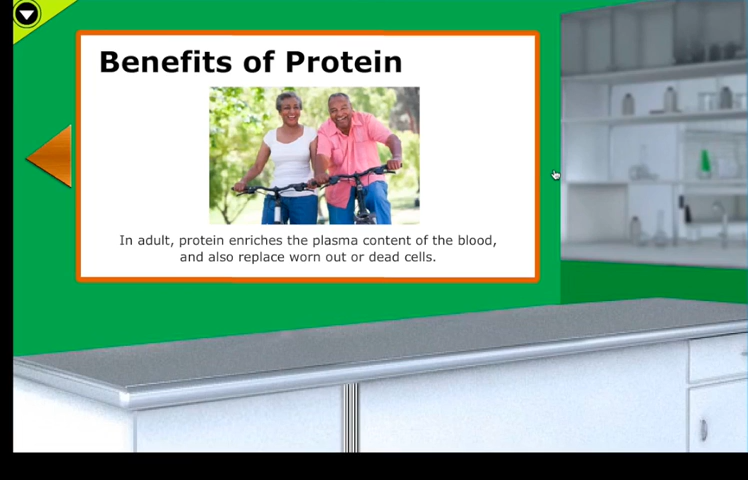 Benefits of Protein
In adult, protein enriches the plasma content of the blood,
and also replace worn out or dead cells.